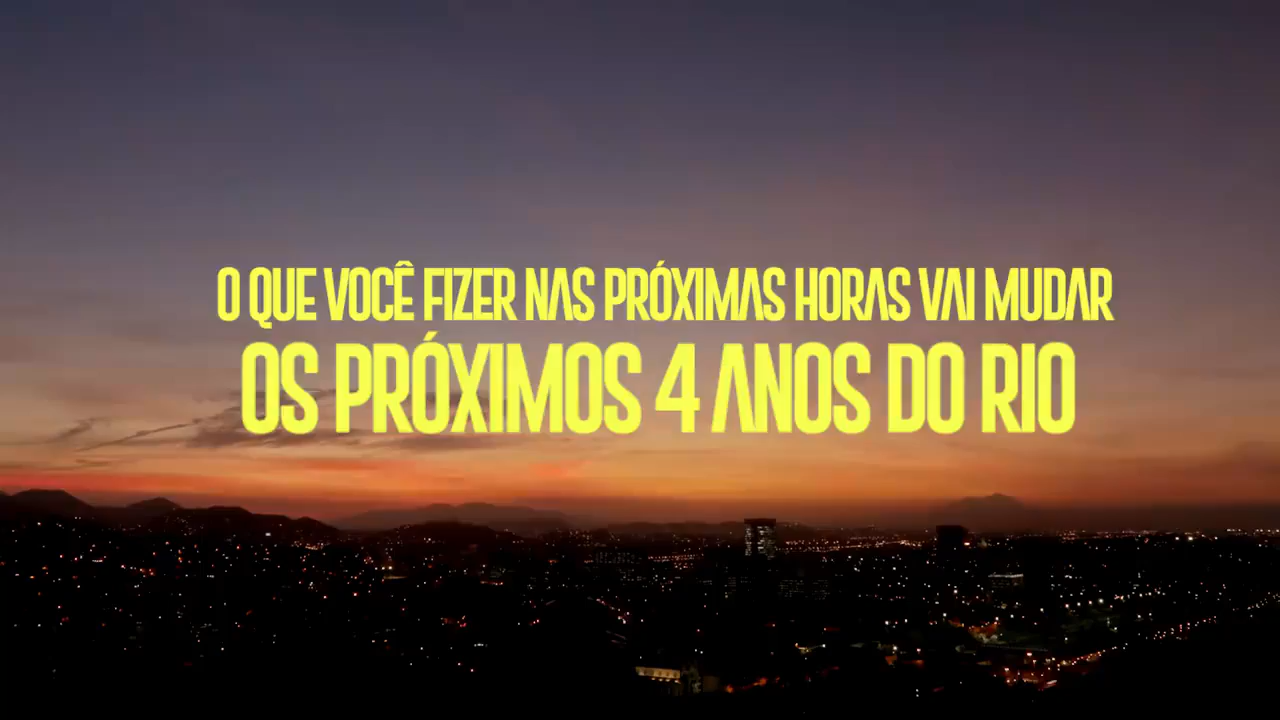 O QUE VOCÊ FIZER NAS PRÓXIMAS HORAS VAI MUDAR
OS PRÓXIMOS 4 ANOS DO RIO